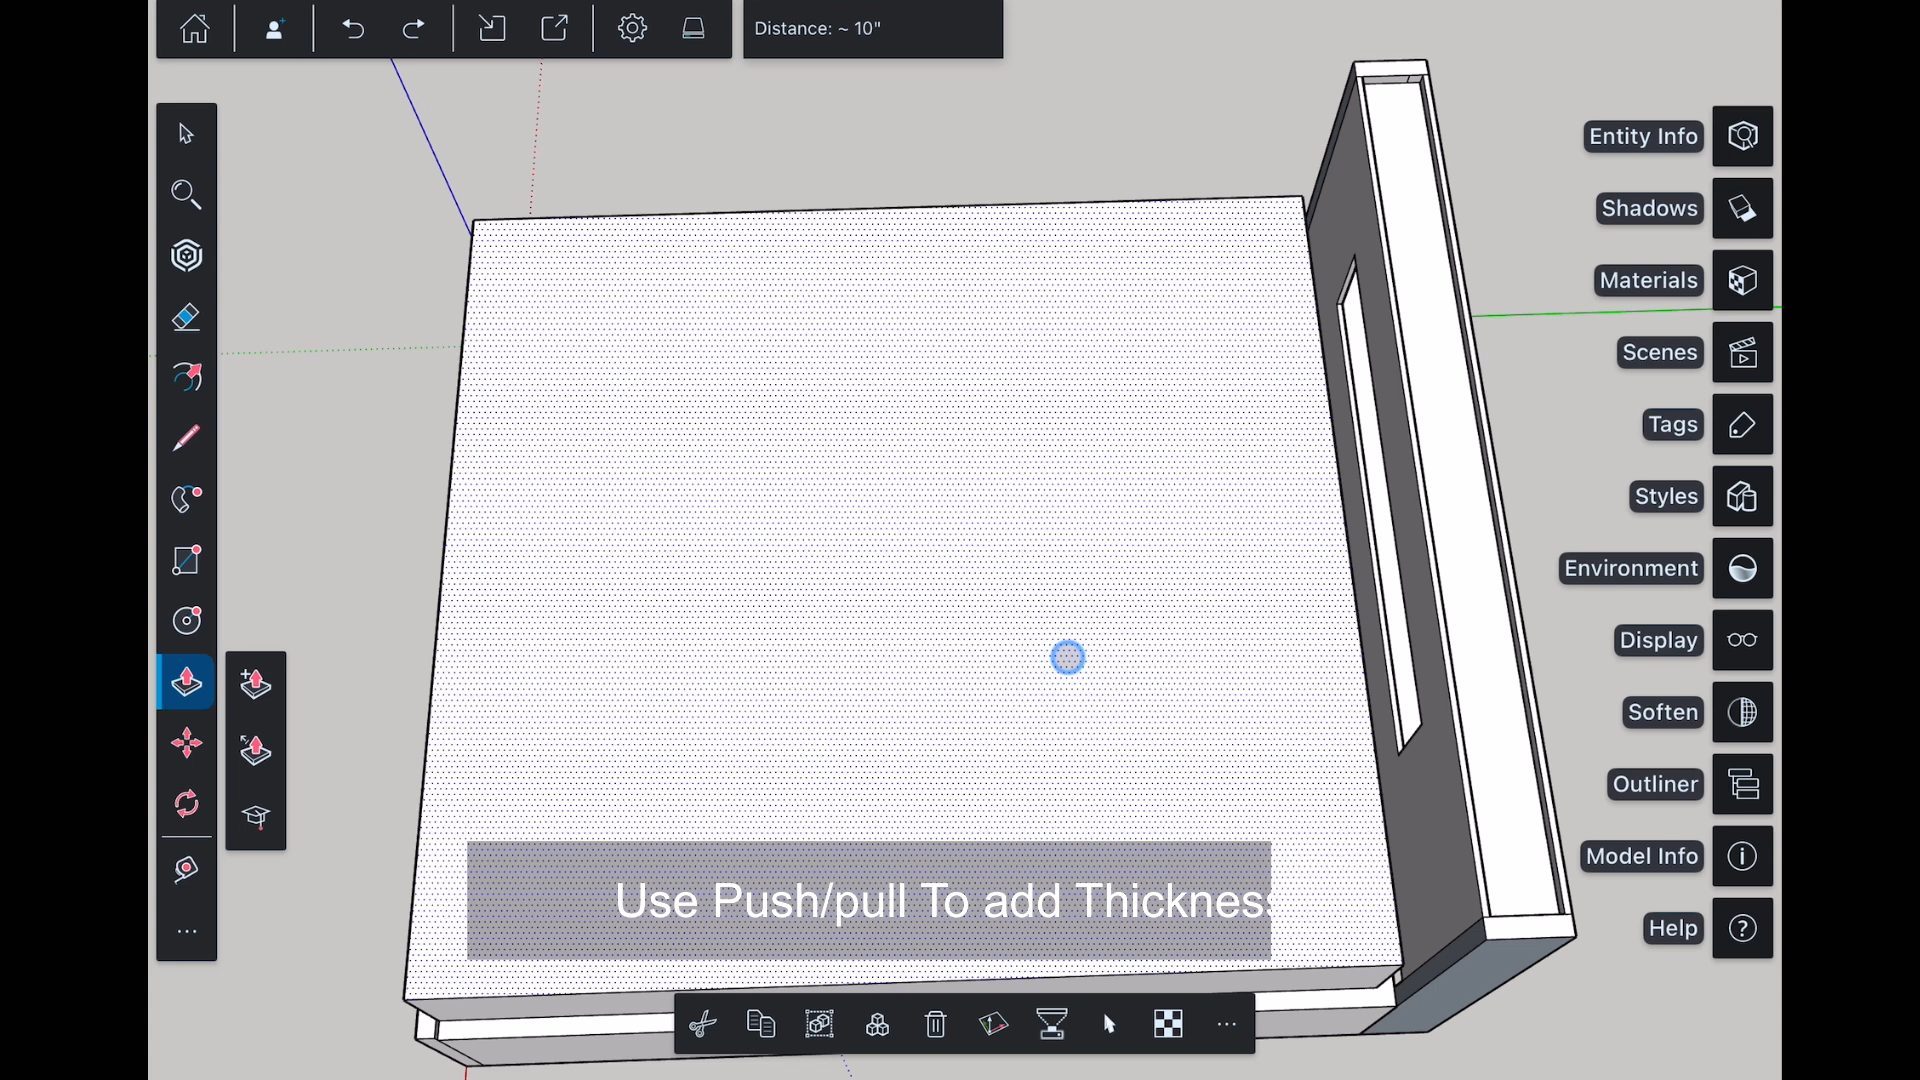 Distance: ~ 10"
Entity Info
Shadows
Materials
Scenes
Tags
Styles
Environment
Display
Soften
Outliner
Model Info
Help
Use Push/pull To add Thicknes